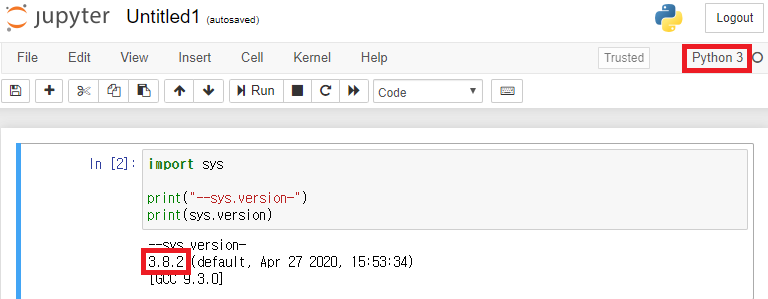 jupyter Untitled1 (autosaved) Logout
File Edit View Insert Cell Kernel Help Trusted Python 3
Run Code
In [2]: import sys
print("--sys.version-")
print(sys.version)
--sys.version-
3.8.2 (default, Apr 27 2020, 15:53:34)
[GCC 9.3.0]